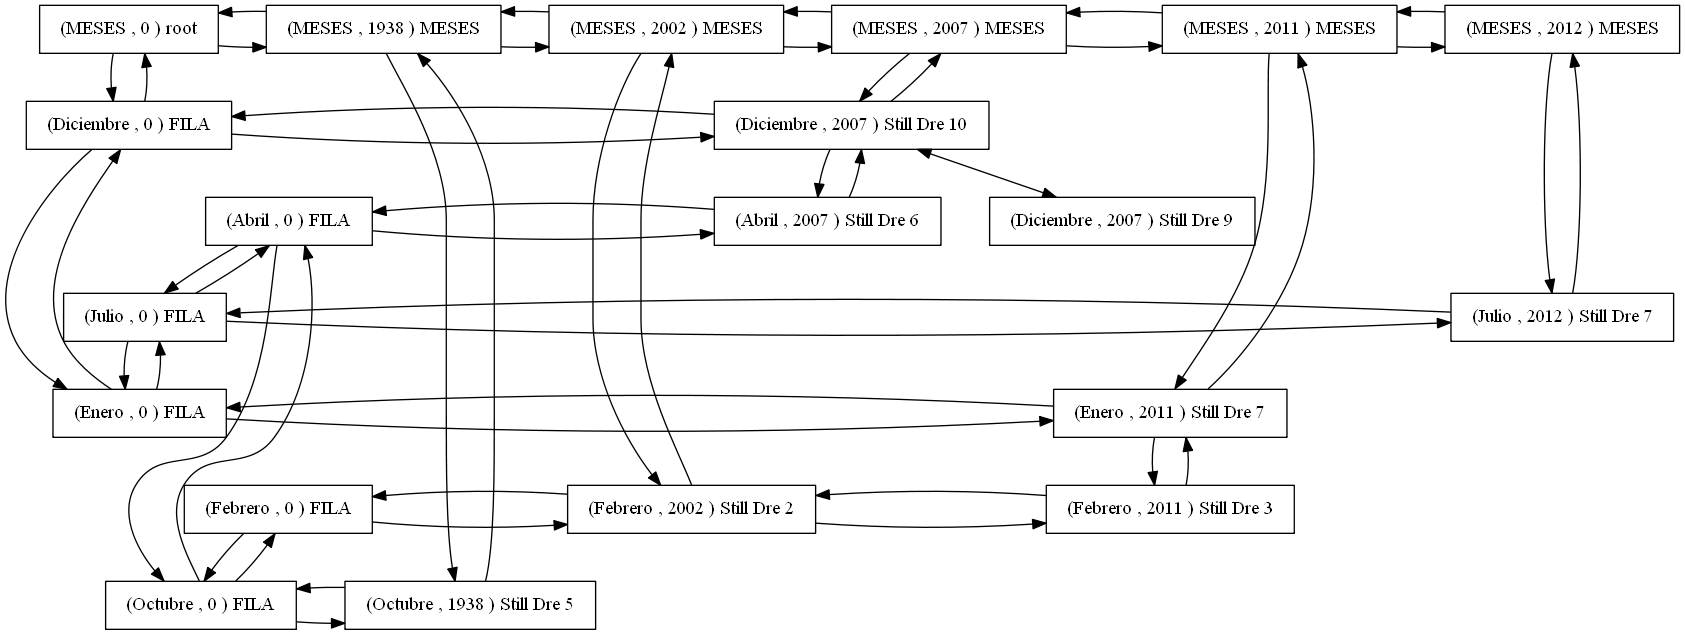 (MESES , 0 ) root
(MESES , 1938 ) MESES
(MESES , 2002 ) MESES
(MESES , 2007 ) MESES
(MESES , 2011 ) MESES
(MESES , 2012 ) MESES
(Diciembre , 0 ) FILA
(Diciembre , 2007 ) Still Dre 10
(Abril , 0 ) FILA
(Abril , 2007 ) Still Dre 6
(Diciembre , 2007 ) Still Dre 9
(Julio , 0 ) FILA
(Julio , 2012 ) Still Dre 7
(Enero , 0 ) FILA
(Enero , 2011 ) Still Dre 7
(Febrero , 0 ) FILA
(Febrero , 2002 ) Still Dre 2
(Febrero , 2011 ) Still Dre 3
(Octubre , 0 ) FILA
(Octubre , 1938 ) Still Dre 5